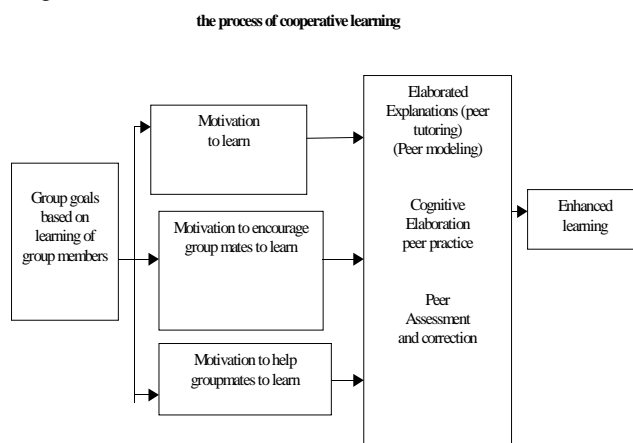 the process of cooperative learning
Group goals
based on
learning of
group members
Motivation
to learn
Motivation to encourage
group mates to learn
Motivation to help
groupmates to learn
Elaborated
Explanations (peer
tutoring)
(Peer modeling)
Cognitive
Elaboration
peer practice
Peer
Assessment
and correction
Enhanced
learning